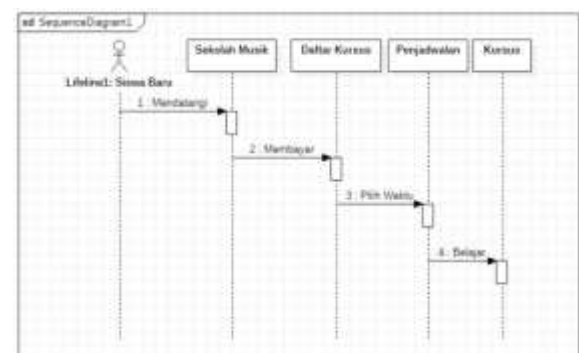 sd SequenceDiagram1
Sekolah Musik
Daftar Kursus
Penjadwalan
Kursus
Lifeline1: Siswa Baru
1 : Mendatangi
2 : Membayar
3 : Pilih Waktu
4 : Belajar